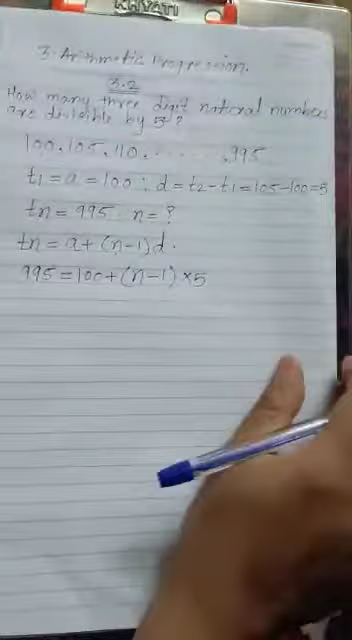 KHYATI
3. Arithmetic Progression.
3.2
How many three digit natural numbers
are divisible by 5?
100, 105, 110, . . . . . . , 995
t1 = a = 100 ; d = t2 - t1 = 105 - 100 = 5
tn = 995 n = ?
tn = a + (n-1)d.
995 = 100 + (n-1) × 5